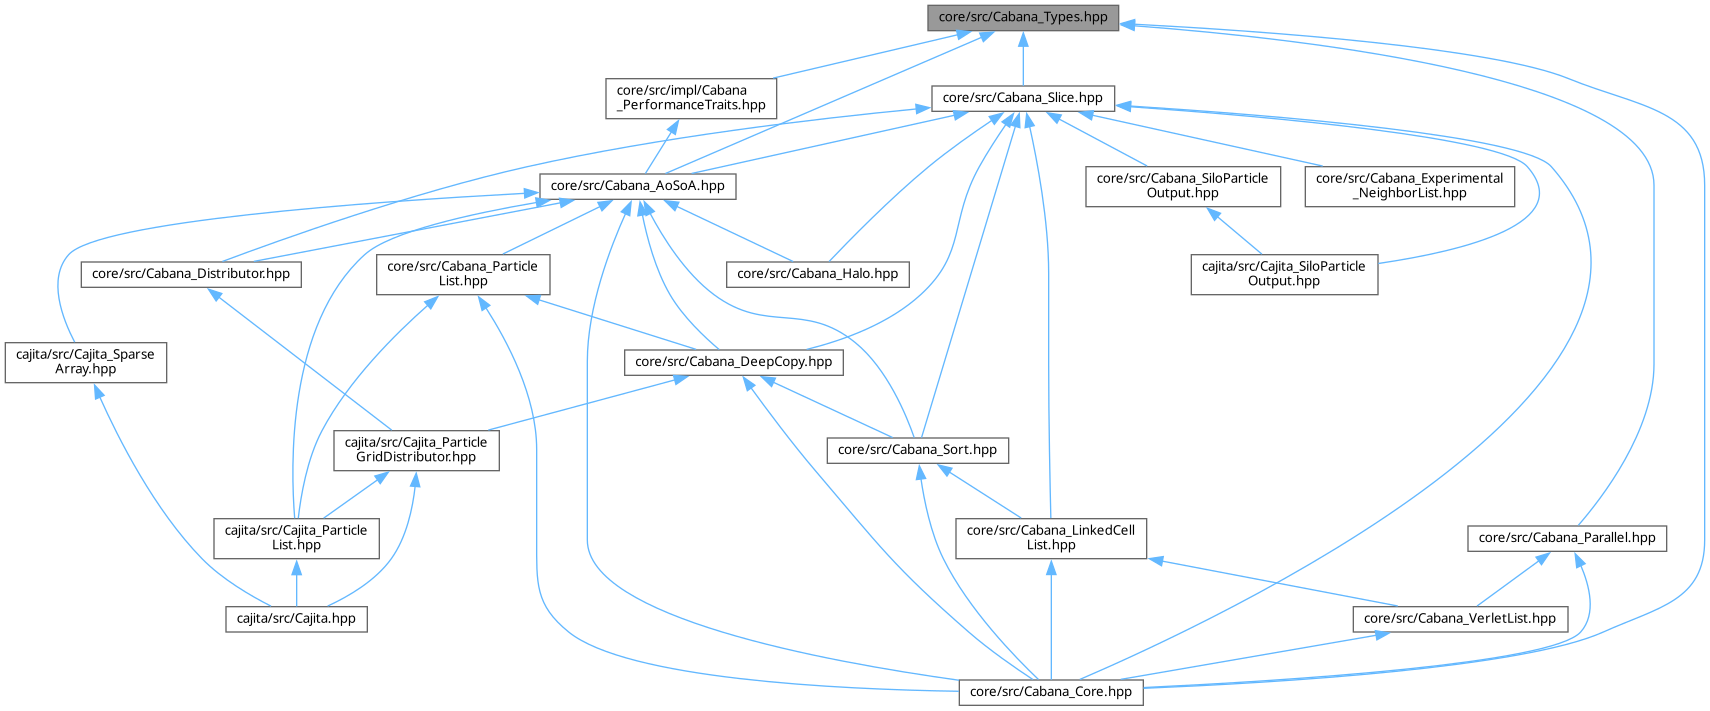 core/src/Cabana_Types.hpp
core/src/impl/Cabana
_PerformanceTraits.hpp
core/src/Cabana_Slice.hpp
core/src/Cabana_AoSoA.hpp
core/src/Cabana_SiloParticle
Output.hpp
core/src/Cabana_Experimental
_NeighborList.hpp
core/src/Cabana_Distributor.hpp
core/src/Cabana_Particle
List.hpp
core/src/Cabana_Halo.hpp
cajita/src/Cajita_SiloParticle
Output.hpp
cajita/src/Cajita_Sparse
Array.hpp
core/src/Cabana_DeepCopy.hpp
cajita/src/Cajita_Particle
GridDistributor.hpp
core/src/Cabana_Sort.hpp
cajita/src/Cajita_Particle
List.hpp
core/src/Cabana_LinkedCell
List.hpp
core/src/Cabana_Parallel.hpp
cajita/src/Cajita.hpp
core/src/Cabana_VerletList.hpp
core/src/Cabana_Core.hpp